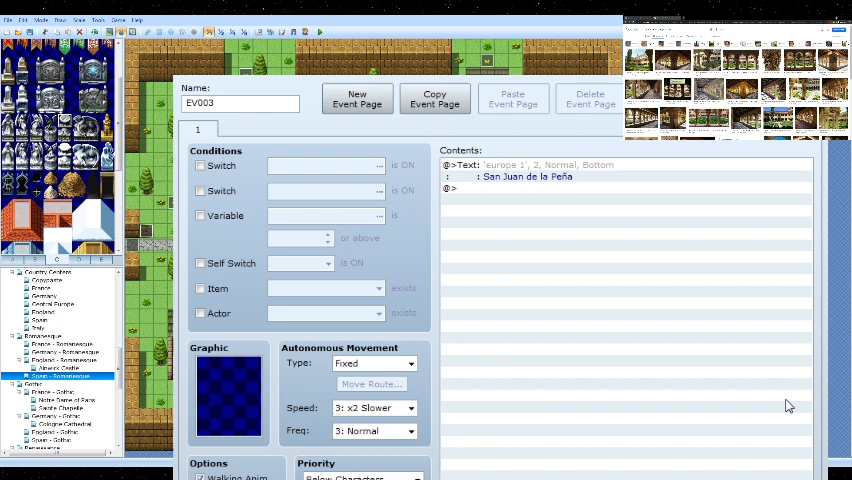 File Edit Mode Draw Scale Tools Game Help
Name:
EV003
New
Event Page
Copy
Event Page
Paste
Event Page
Delete
Event Page
1
Conditions
Switch ... is ON
Switch ... is ON
Variable ... is
or above
Self Switch is ON
Item exists
Actor exists
Graphic
Autonomous Movement
Type: Fixed
Move Route...
Speed: 3: x2 Slower
Freq: 3: Normal
Options
Walking Anim
Priority
Below Characters
Contents:
@>Text: 'europe 1', 2, Normal, Bottom
: : San Juan de la Peña
@>
A B C D E
Country Centers
Copypaste
France
Germany
Central Europe
England
Spain
Italy
Romanesque
France - Romanesque
Germany - Romanesque
England - Romanesque
Alnwick Castle
Spain - Romanesque
Gothic
France - Gothic
Notre Dame of Paris
Sainte Chapelle
Germany - Gothic
Cologne Cathedral
England - Gothic
Spain - Gothic
Renaissance